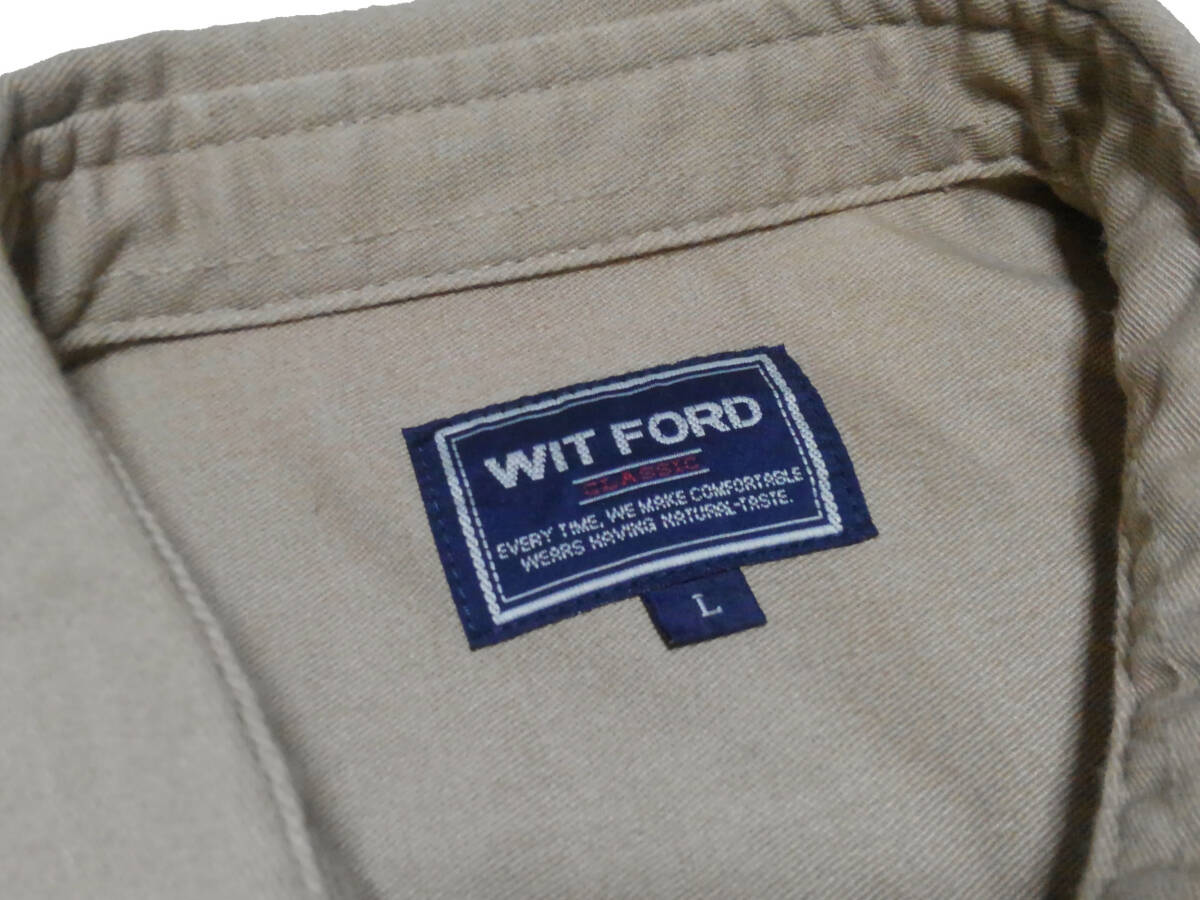 WIT FORD
CLASSIC
EVERY TIME, WE MAKE COMFORTABLE
WEARS HAVING NATURAL-TASTE.
L